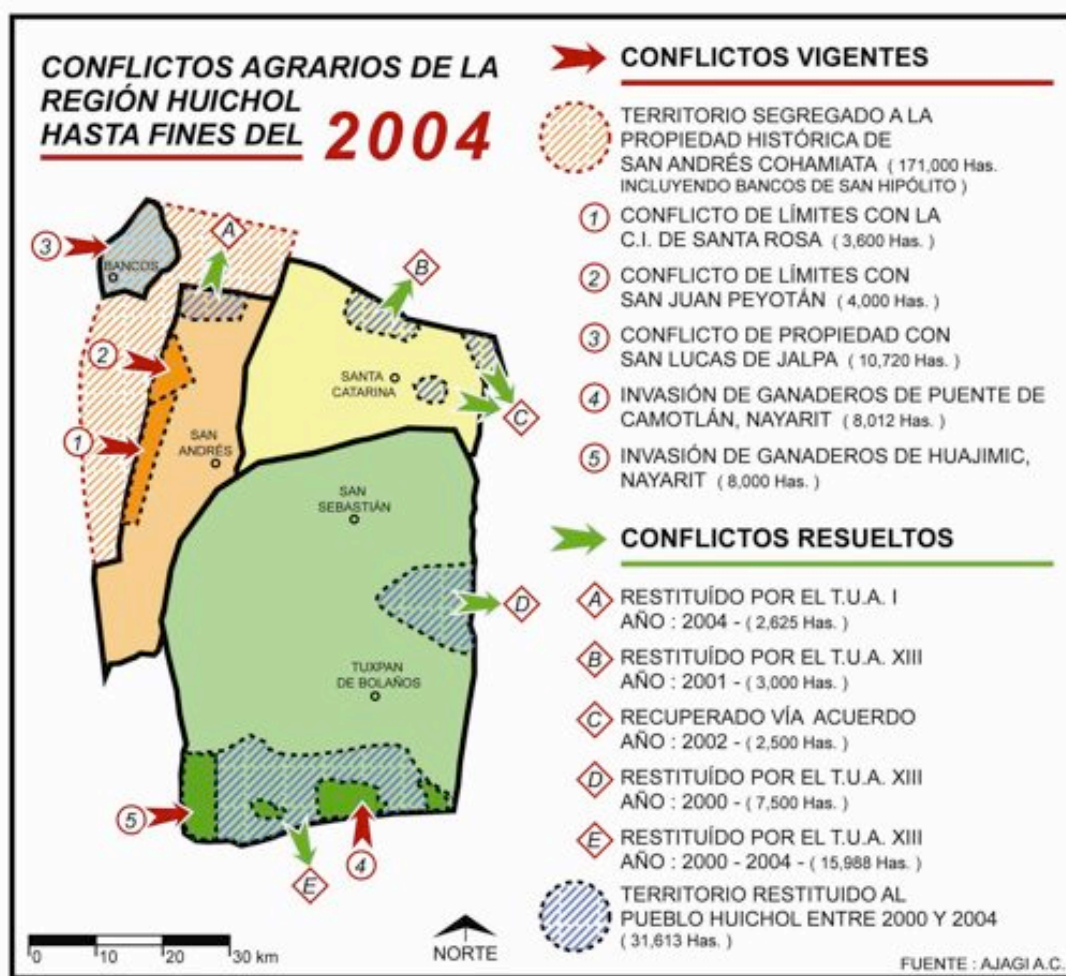 CONFLICTOS AGRARIOS DE LA
REGIÓN HUICHOL
HASTA FINES DEL 2004
3
BANCOS
A
B
2
1
SANTA
CATARINA
C
SAN
ANDRÉS
SAN
SEBASTIÁN
D
TUXPAN
DE BOLAÑOS
5
E
4
0 10 20 30 km
NORTE
CONFLICTOS VIGENTES
TERRITORIO SEGREGADO A LA
PROPIEDAD HISTÓRICA DE
SAN ANDRÉS COHAMIATA ( 171,000 Has.
INCLUYENDO BANCOS DE SAN HIPÓLITO )
1 CONFLICTO DE LÍMITES CON LA
C.I. DE SANTA ROSA ( 3,600 Has. )
2 CONFLICTO DE LÍMITES CON
SAN JUAN PEYOTÁN ( 4,000 Has. )
3 CONFLICTO DE PROPIEDAD CON
SAN LUCAS DE JALPA ( 10,720 Has. )
4 INVASIÓN DE GANADEROS DE PUENTE DE
CAMOTLÁN, NAYARIT ( 8,012 Has. )
5 INVASIÓN DE GANADEROS DE HUAJIMIC,
NAYARIT ( 8,000 Has. )
CONFLICTOS RESUELTOS
A RESTITUÍDO POR EL T.U.A. I
AÑO : 2004 - ( 2,625 Has. )
B RESTITUÍDO POR EL T.U.A. XIII
AÑO : 2001 - ( 3,000 Has. )
C RECUPERADO VÍA ACUERDO
AÑO : 2002 - ( 2,500 Has. )
D RESTITUÍDO POR EL T.U.A. XIII
AÑO : 2000 - ( 7,500 Has. )
E RESTITUÍDO POR EL T.U.A. XIII
AÑO : 2000 - 2004 - ( 15,988 Has. )
TERRITORIO RESTITUIDO AL
PUEBLO HUICHOL ENTRE 2000 Y 2004
( 31,613 Has. )
FUENTE : AJAGI A.C.